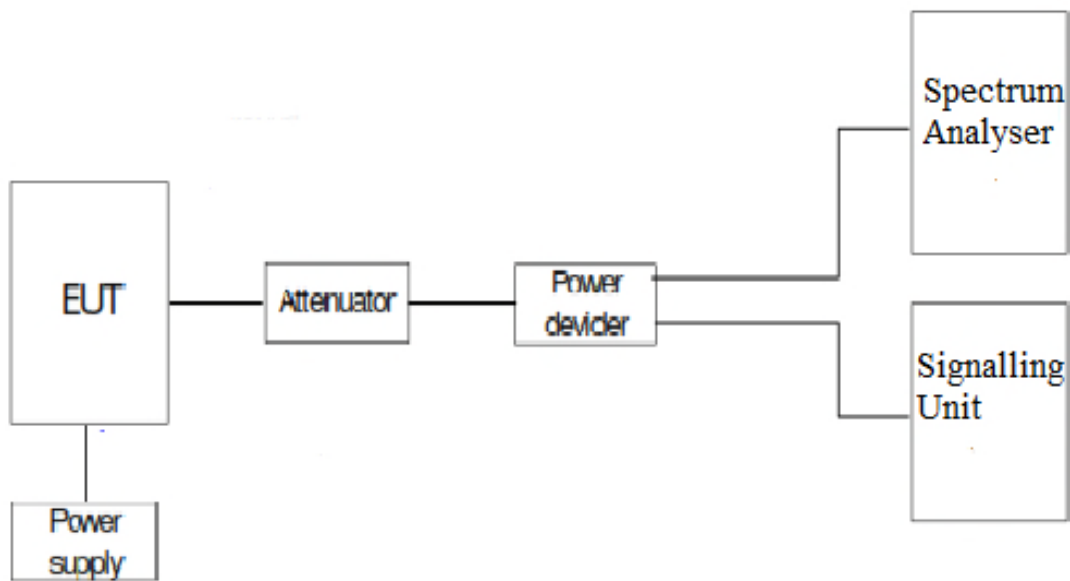 Spectrum
Analyser
EUT
Attenuator
Power
devider
Signalling
Unit
Power
supply